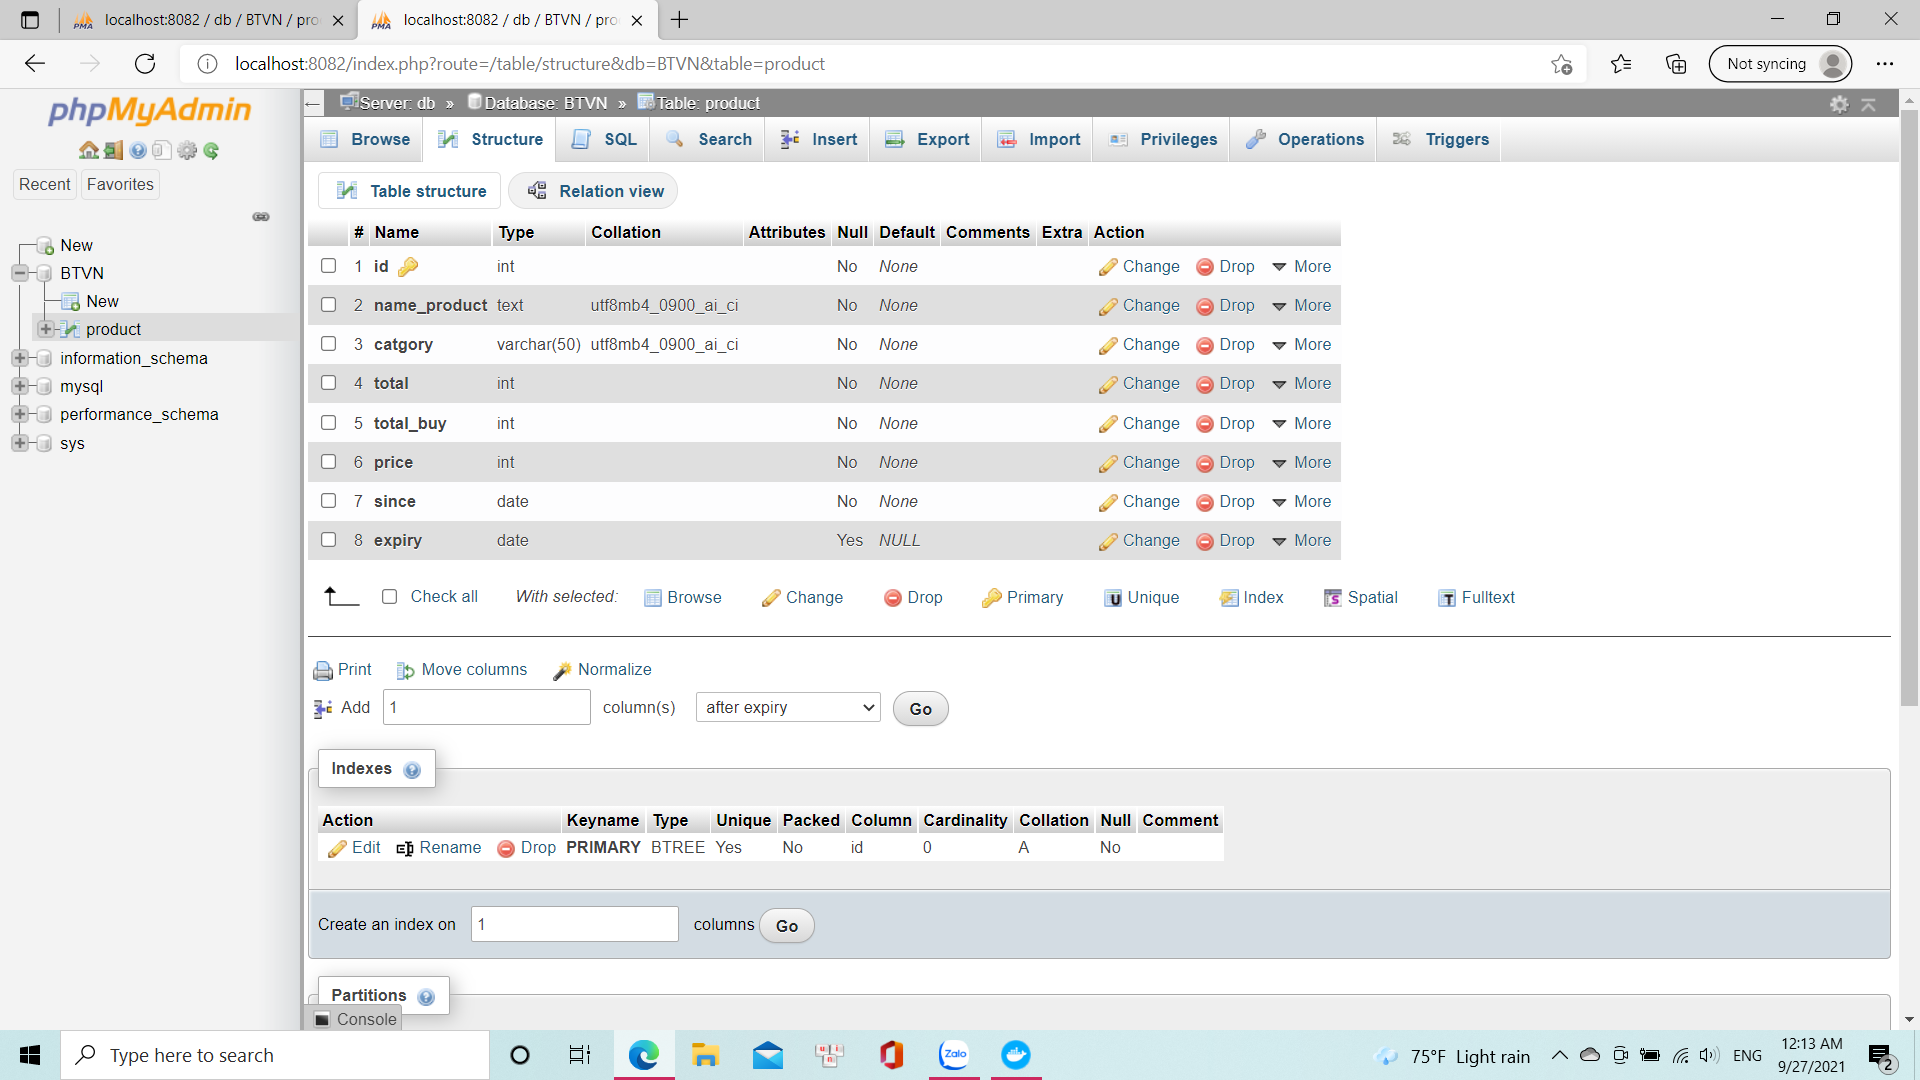 localhost:8082 / db / BTVN / pro
localhost:8082 / db / BTVN / pro
localhost:8082/index.php?route=/table/structure&db=BTVN&table=product
Not syncing
phpMyAdmin
Recent Favorites
New
BTVN
New
product
information_schema
mysql
performance_schema
sys
Server: db » Database: BTVN » Table: product
Browse Structure SQL Search Insert Export Import Privileges Operations Triggers
Table structure Relation view
# Name Type Collation Attributes Null Default Comments Extra Action
1 id int No None Change Drop More
2 name_product text utf8mb4_0900_ai_ci No None Change Drop More
3 catgory varchar(50) utf8mb4_0900_ai_ci No None Change Drop More
4 total int No None Change Drop More
5 total_buy int No None Change Drop More
6 price int No None Change Drop More
7 since date No None Change Drop More
8 expiry date Yes NULL Change Drop More
Check all With selected: Browse Change Drop Primary Unique Index Spatial Fulltext
Print Move columns Normalize
Add 1 column(s) after expiry Go
Indexes
Action Keyname Type Unique Packed Column Cardinality Collation Null Comment
Edit Rename Drop PRIMARY BTREE Yes No id 0 A No
Create an index on 1 columns Go
Partitions
Console
Type here to search
Zalo
75°F Light rain
ENG
12:13 AM
9/27/2021
2